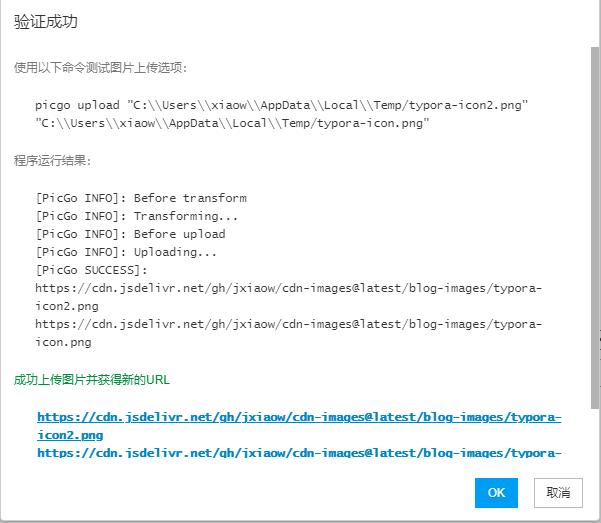 验证成功
使用以下命令测试图片上传选项:
picgo upload "C:\\Users\\xiaow\\AppData\\Local\\Temp/typora-icon2.png"
"C:\\Users\\xiaow\\AppData\\Local\\Temp/typora-icon.png"
程序运行结果:
[PicGo INFO]: Before transform
[PicGo INFO]: Transforming...
[PicGo INFO]: Before upload
[PicGo INFO]: Uploading...
[PicGo SUCCESS]:
https://cdn.jsdelivr.net/gh/jxiaow/cdn-images@latest/blog-images/typora-
icon2.png
https://cdn.jsdelivr.net/gh/jxiaow/cdn-images@latest/blog-images/typora-
icon.png
成功上传图片并获得新的URL
https://cdn.jsdelivr.net/gh/jxiaow/cdn-images@latest/blog-images/typora-
icon2.png
https://cdn.jsdelivr.net/gh/jxiaow/cdn-images@latest/blog-images/typora-
OK 取消